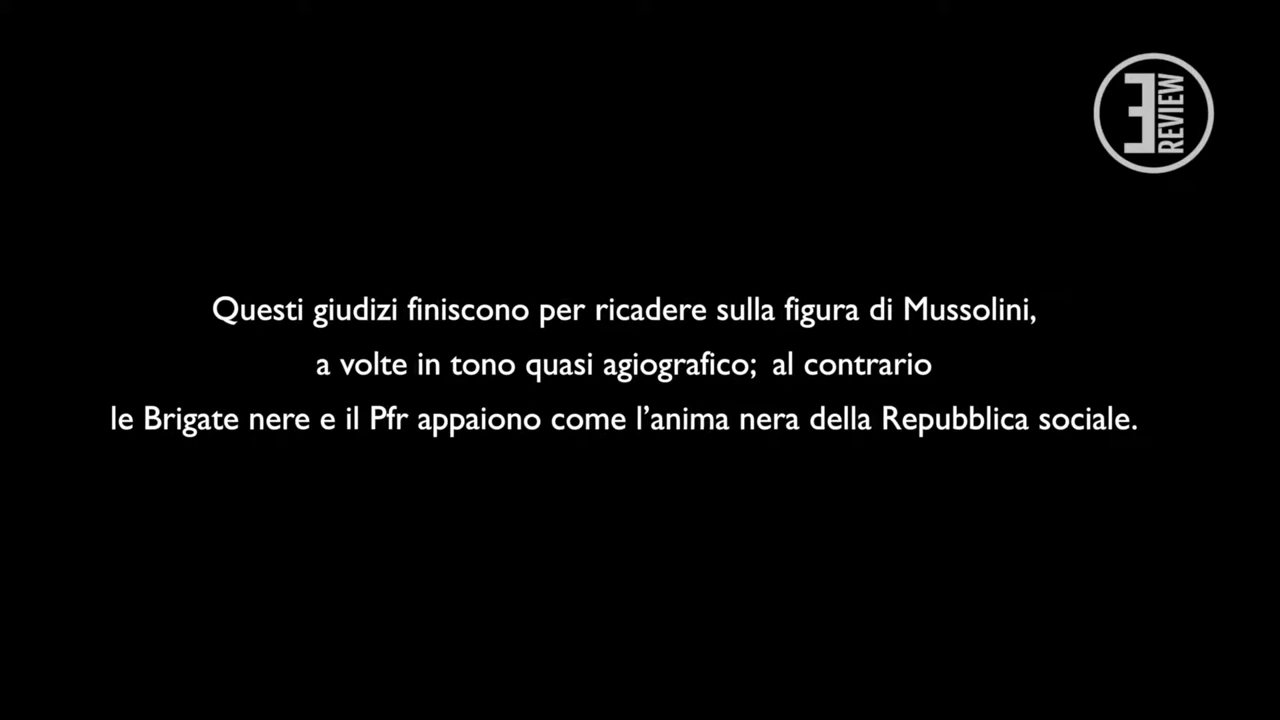 E REVIEW
Questi giudizi finiscono per ricadere sulla figura di Mussolini,
a volte in tono quasi agiografico; al contrario
le Brigate nere e il Pfr appaiono come l’anima nera della Repubblica sociale.